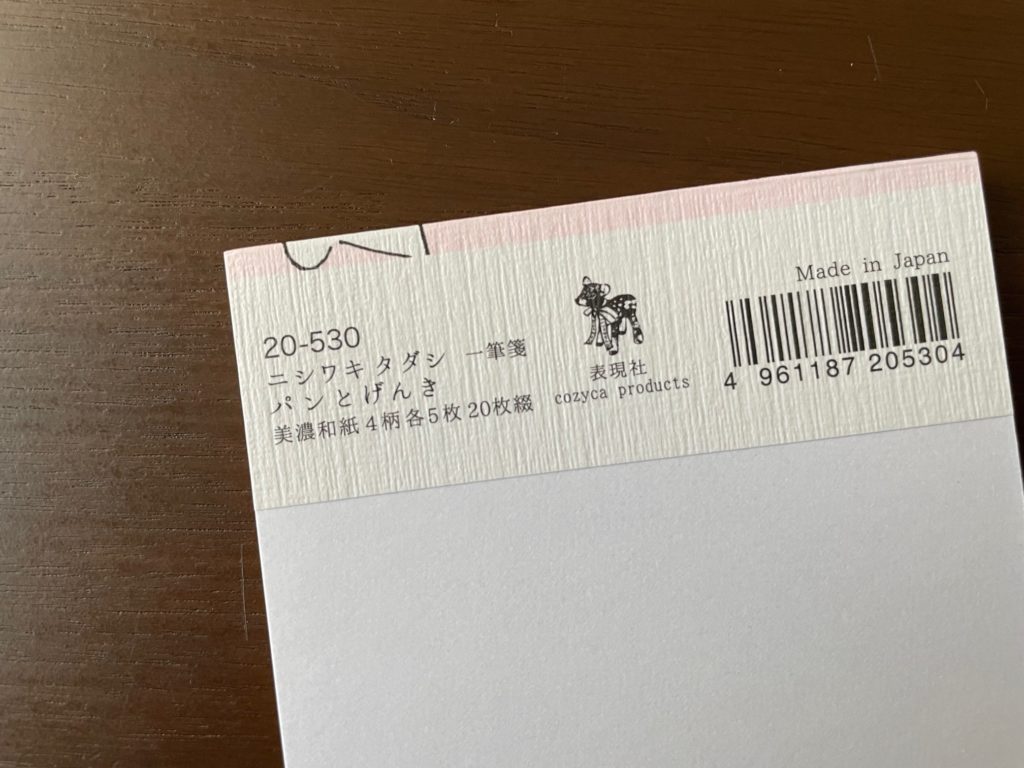 20-530
ニシワキ タダシ 一筆箋
パンとげんき
美濃和紙 4柄各5枚 20枚綴
表現社
cozyca products
Made in Japan
4 961187 205304